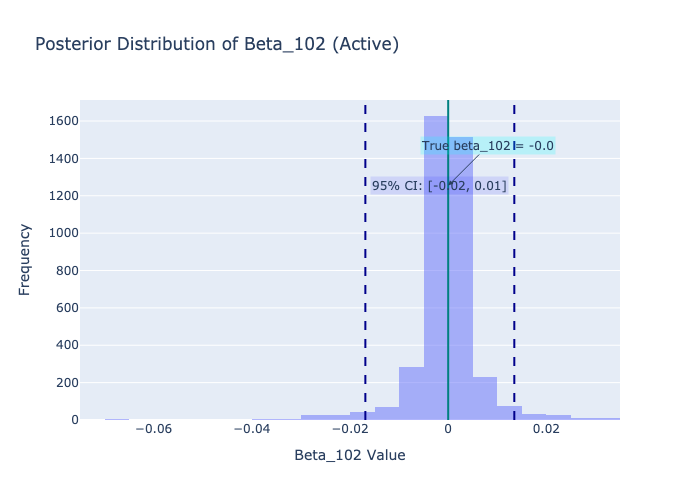 Posterior Distribution of Beta_102 (Active)
1600
1400
1200
1000
800
600
400
200
0
Frequency
True beta_102 = -0.0
95% CI: [-0.02, 0.01]
−0.06
−0.04
−0.02
0
0.02
Beta_102 Value